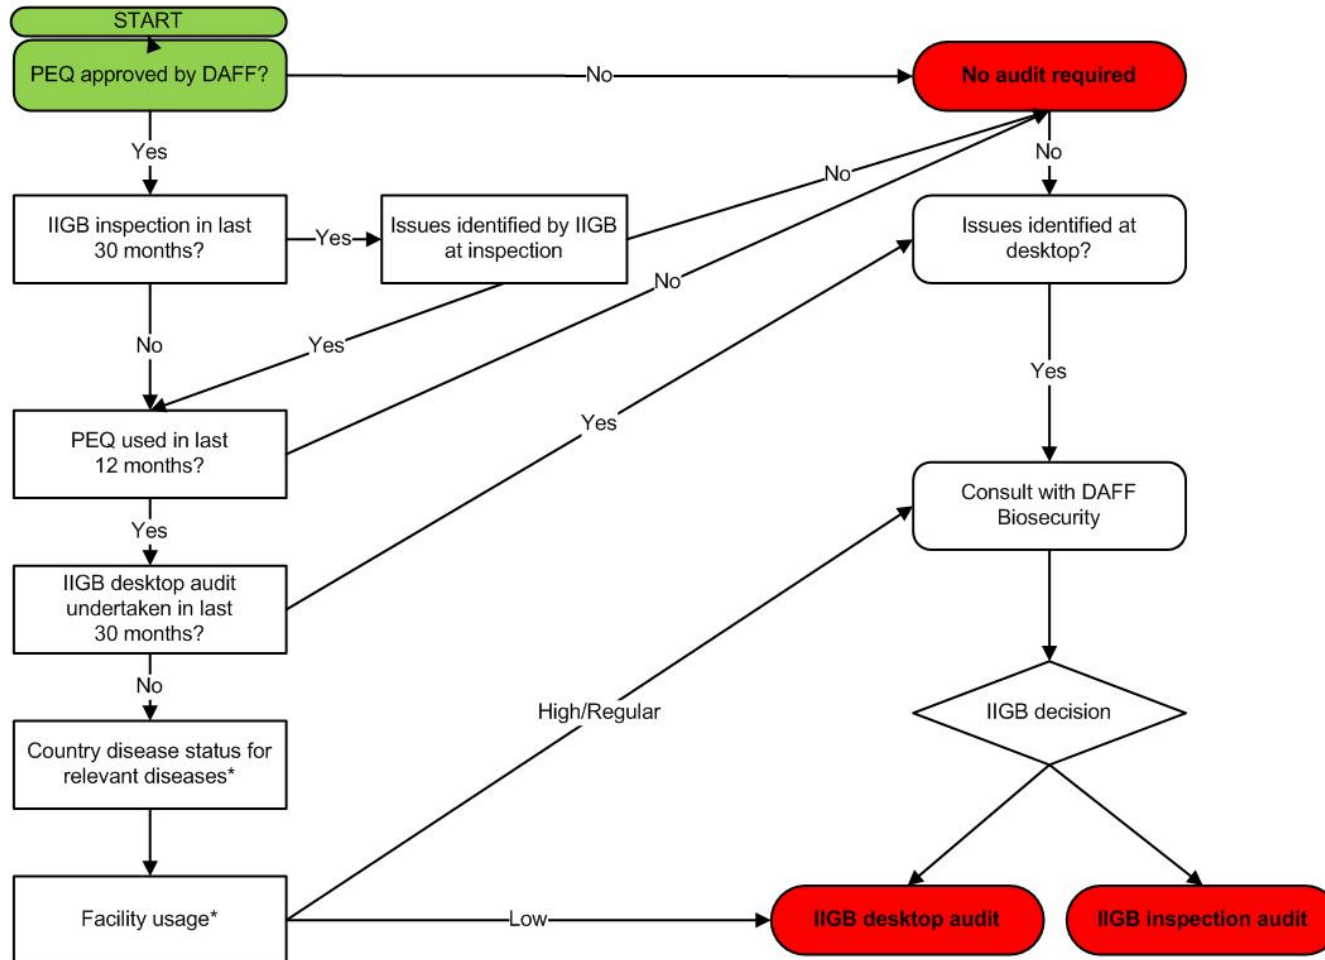 START
PEQ approved by DAFF?
No
No audit required
Yes
No
No
IIGB inspection in last
30 months?
Yes
Issues identified by IIGB
at inspection
Issues identified at
desktop?
No
No
Yes
Yes
PEQ used in last
12 months?
Yes
Yes
Consult with DAFF
Biosecurity
IIGB desktop audit
undertaken in last
30 months?
No
High/Regular
IIGB decision
Country disease status for
relevant diseases*
Facility usage*
Low
IIGB desktop audit
IIGB inspection audit